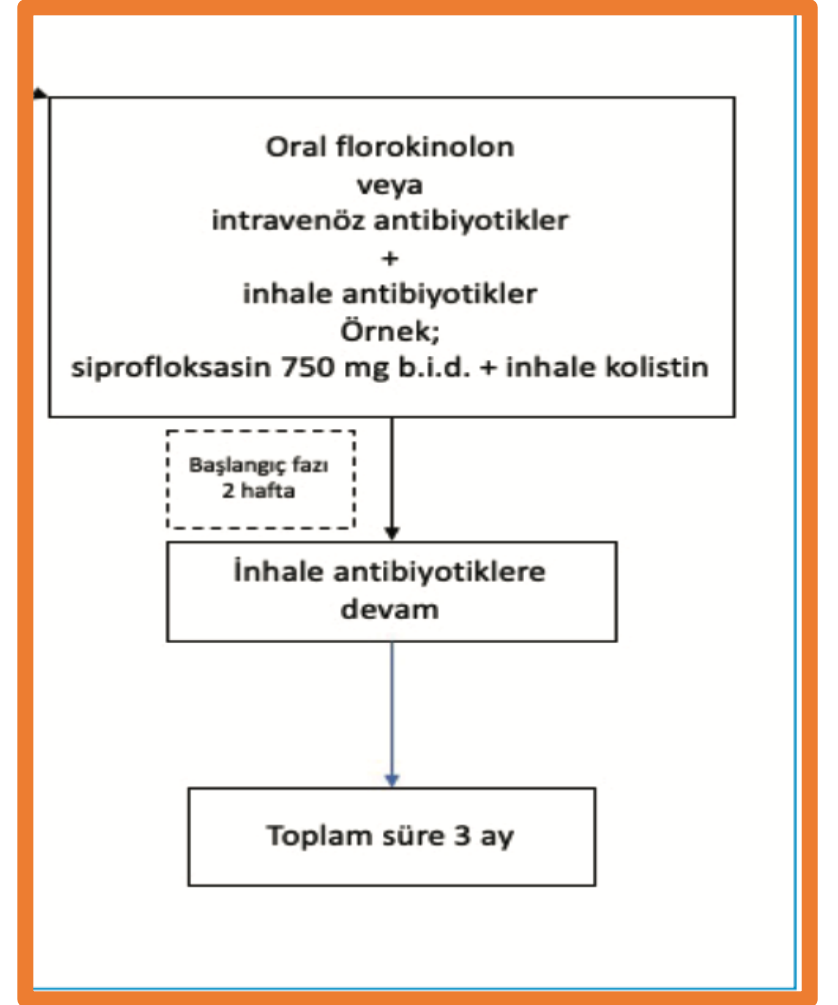 Oral florokinolon
veya
intravenöz antibiyotikler
+
inhale antibiyotikler
Örnek;
siprofloksasin 750 mg b.i.d. + inhale kolistin
Başlangıç fazı
2 hafta
İnhale antibiyotiklere
devam
Toplam süre 3 ay